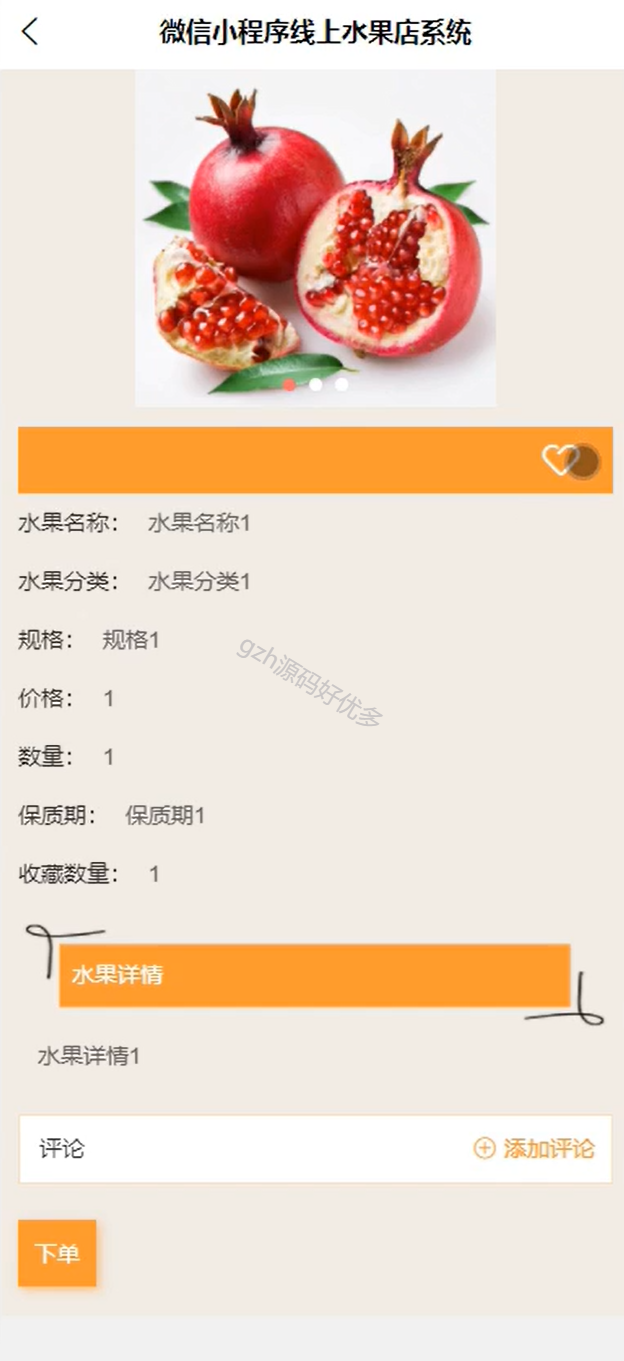 微信小程序线上水果店系统
水果名称： 水果名称1
水果分类： 水果分类1
规格： 规格1
gzh源码好优多
价格： 1
数量： 1
保质期： 保质期1
收藏数量： 1
水果详情
水果详情1
评论 添加评论
下单